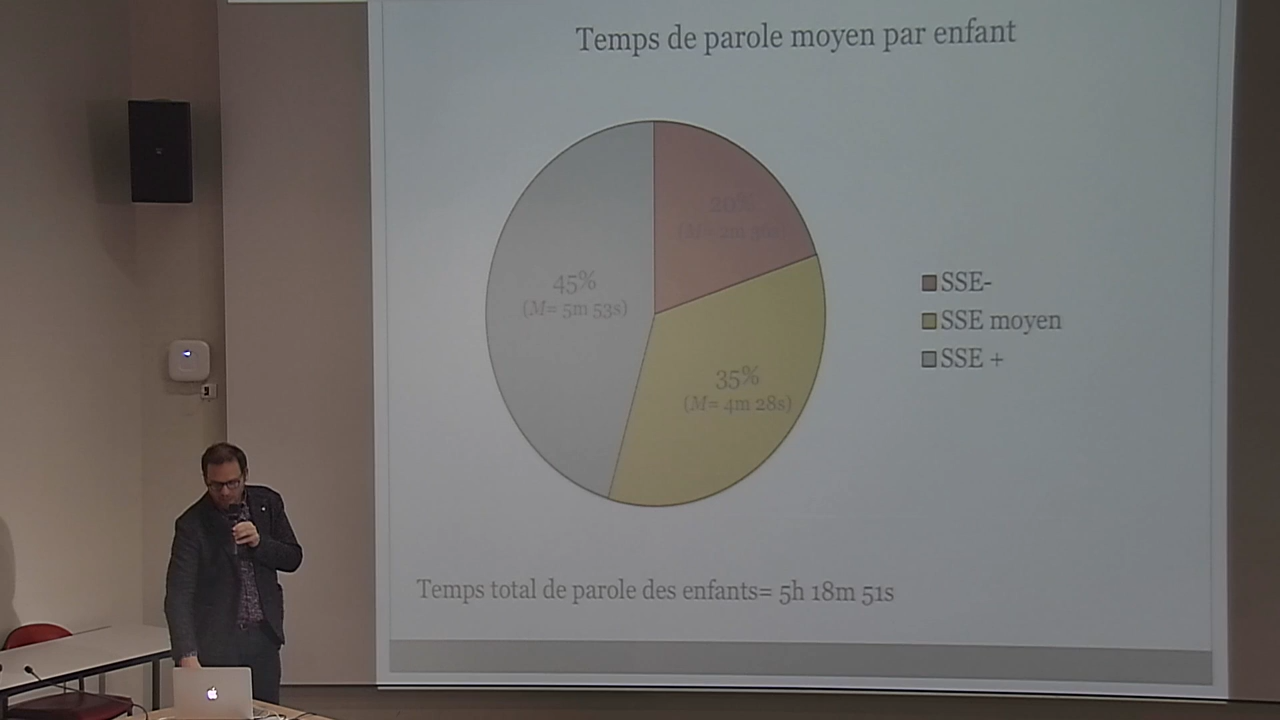 Temps de parole moyen par enfant
20%
45%
(M= 5m 53s)
35%
(M= 4m 28s)
SSE-
SSE moyen
SSE +
Temps total de parole des enfants= 5h 18m 51s